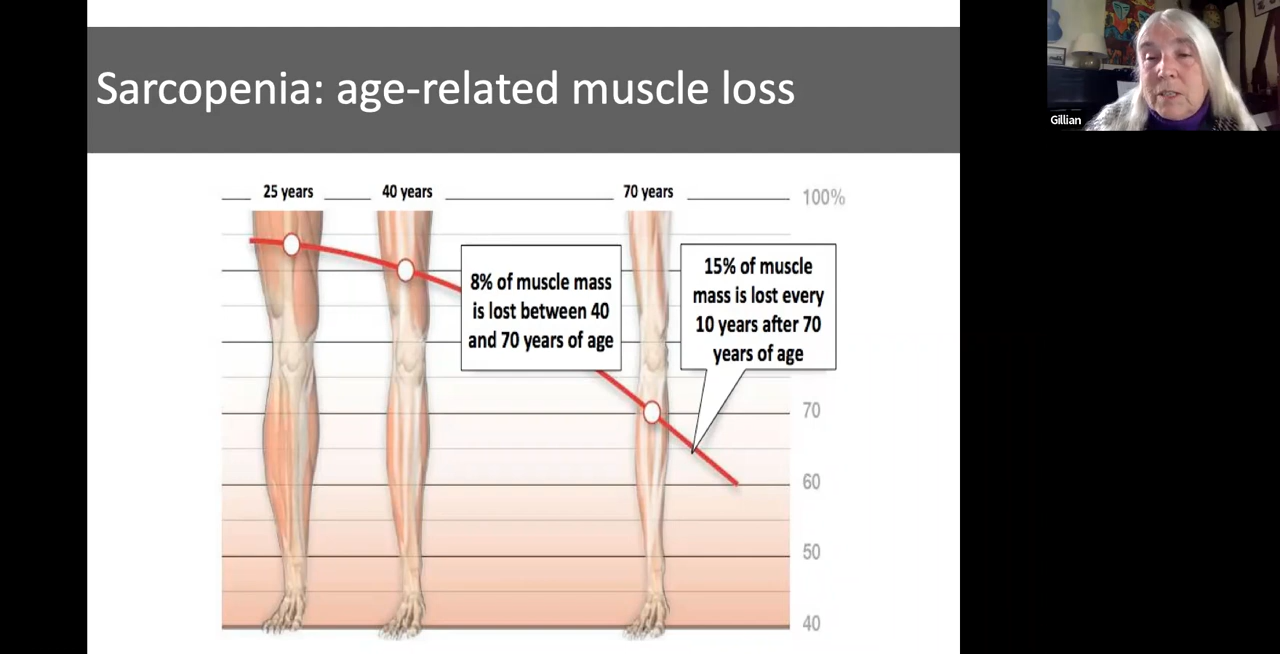 Sarcopenia: age-related muscle loss
Gillian
25 years
40 years
70 years
100%
8% of muscle mass
is lost between 40
and 70 years of age
15% of muscle
mass is lost every
10 years after 70
years of age
70
60
50
40